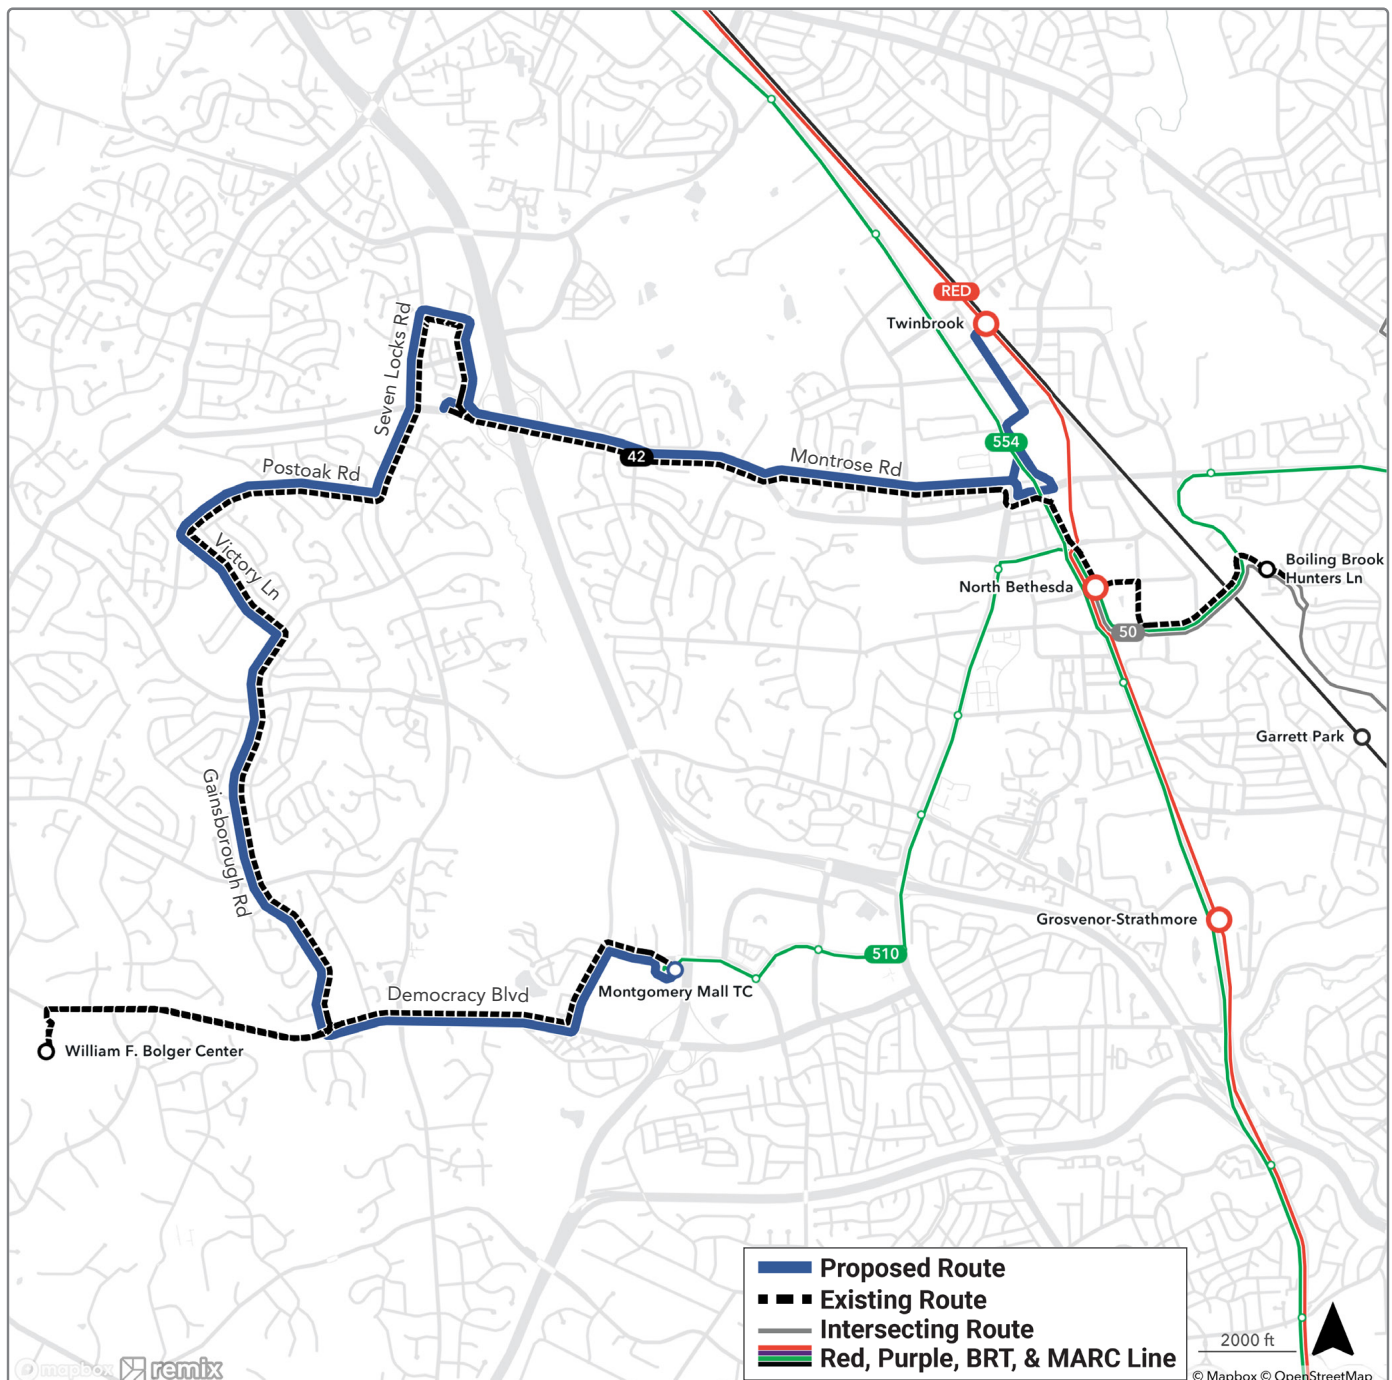 RED
Twinbrook
Seven Locks Rd
554
42
Montrose Rd
Postoak Rd
Victory Ln
Boiling Brook
Hunters Ln
North Bethesda
50
Garrett Park
Gainsborough Rd
Grosvenor-Strathmore
510
Montgomery Mall TC
Democracy Blvd
William F. Bolger Center
Proposed Route
Existing Route
Intersecting Route
Red, Purple, BRT, & MARC Line
2000 ft
mapbox remix
© Mapbox © OpenStreetMap